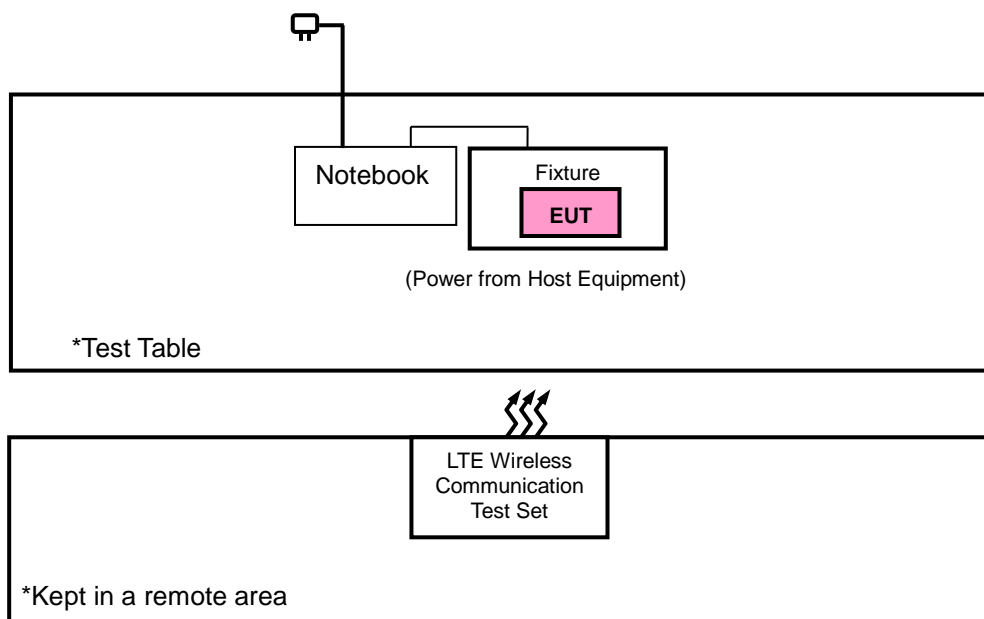 Notebook
Fixture
EUT
(Power from Host Equipment)
*Test Table
LTE Wireless
Communication
Test Set
*Kept in a remote area